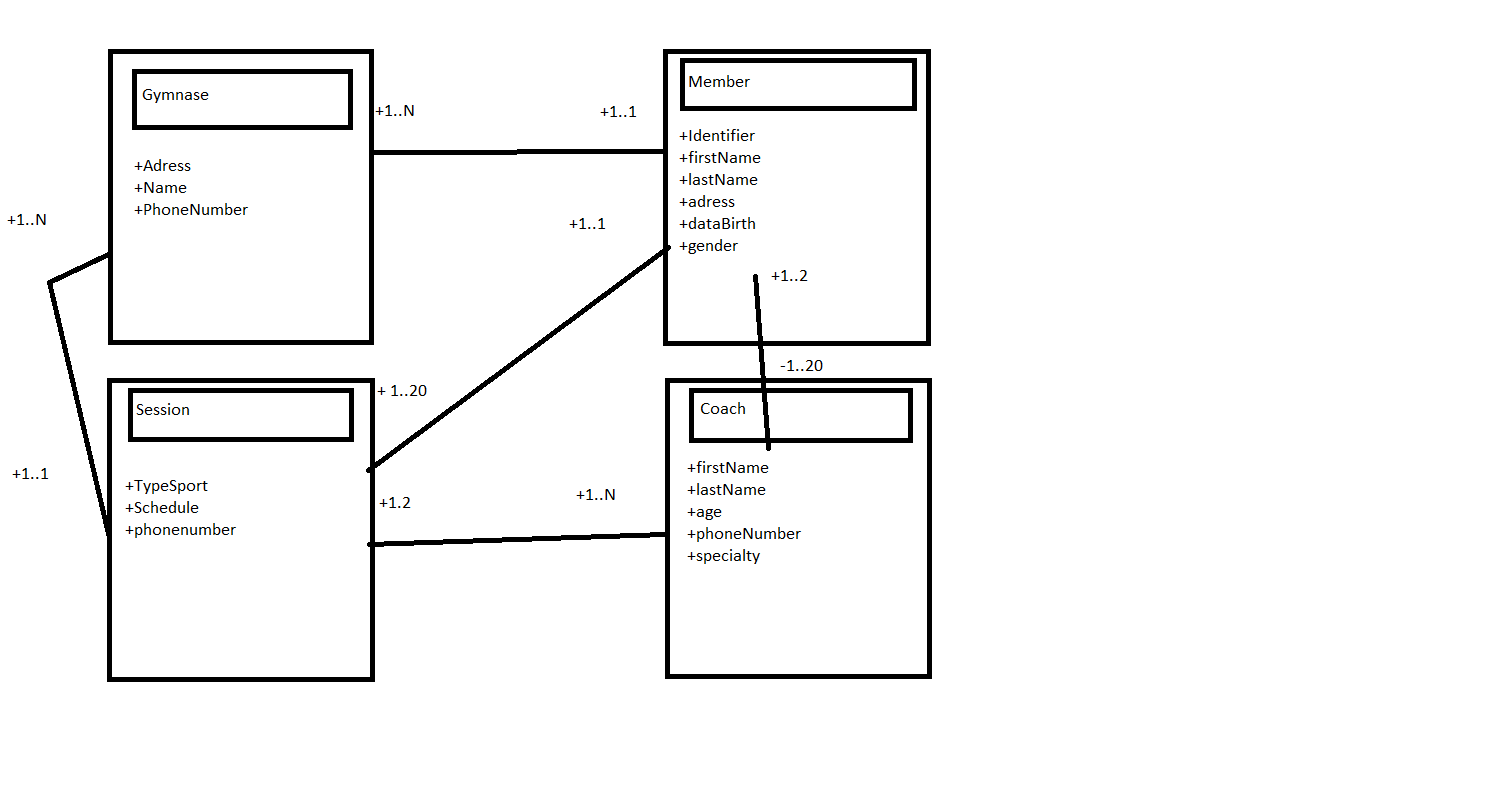 Gymnase
+Adress
+Name
+PhoneNumber
+1..N
+1..1
Member
+Identifier
+firstName
+lastName
+adress
+dataBirth
+gender
+1..N
+1..1
+1..2
-1..20
Session
+ 1..20
+TypeSport
+Schedule
+phonenumber
+1..1
+1.2
+1..N
Coach
+firstName
+lastName
+age
+phoneNumber
+specialty